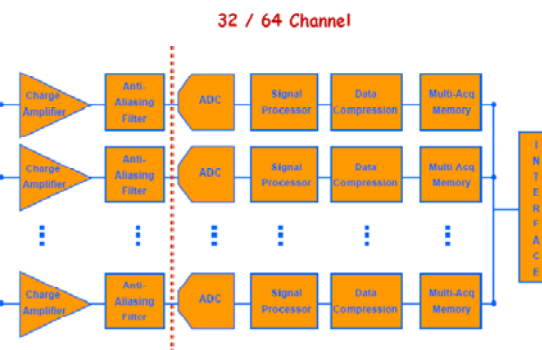 32 / 64 Channel
Charge Amplifier
Anti-Aliasing Filter
ADC
Signal Processor
Data Compression
Multi-Acq Memory
Charge Amplifier
Anti-Aliasing Filter
ADC
Signal Processor
Data Compression
Multi Acq Memory
Charge Amplifier
Anti-Aliasing Filter
ADC
Signal Processor
Data Compression
Multi-Acq Memory
INTERFACE